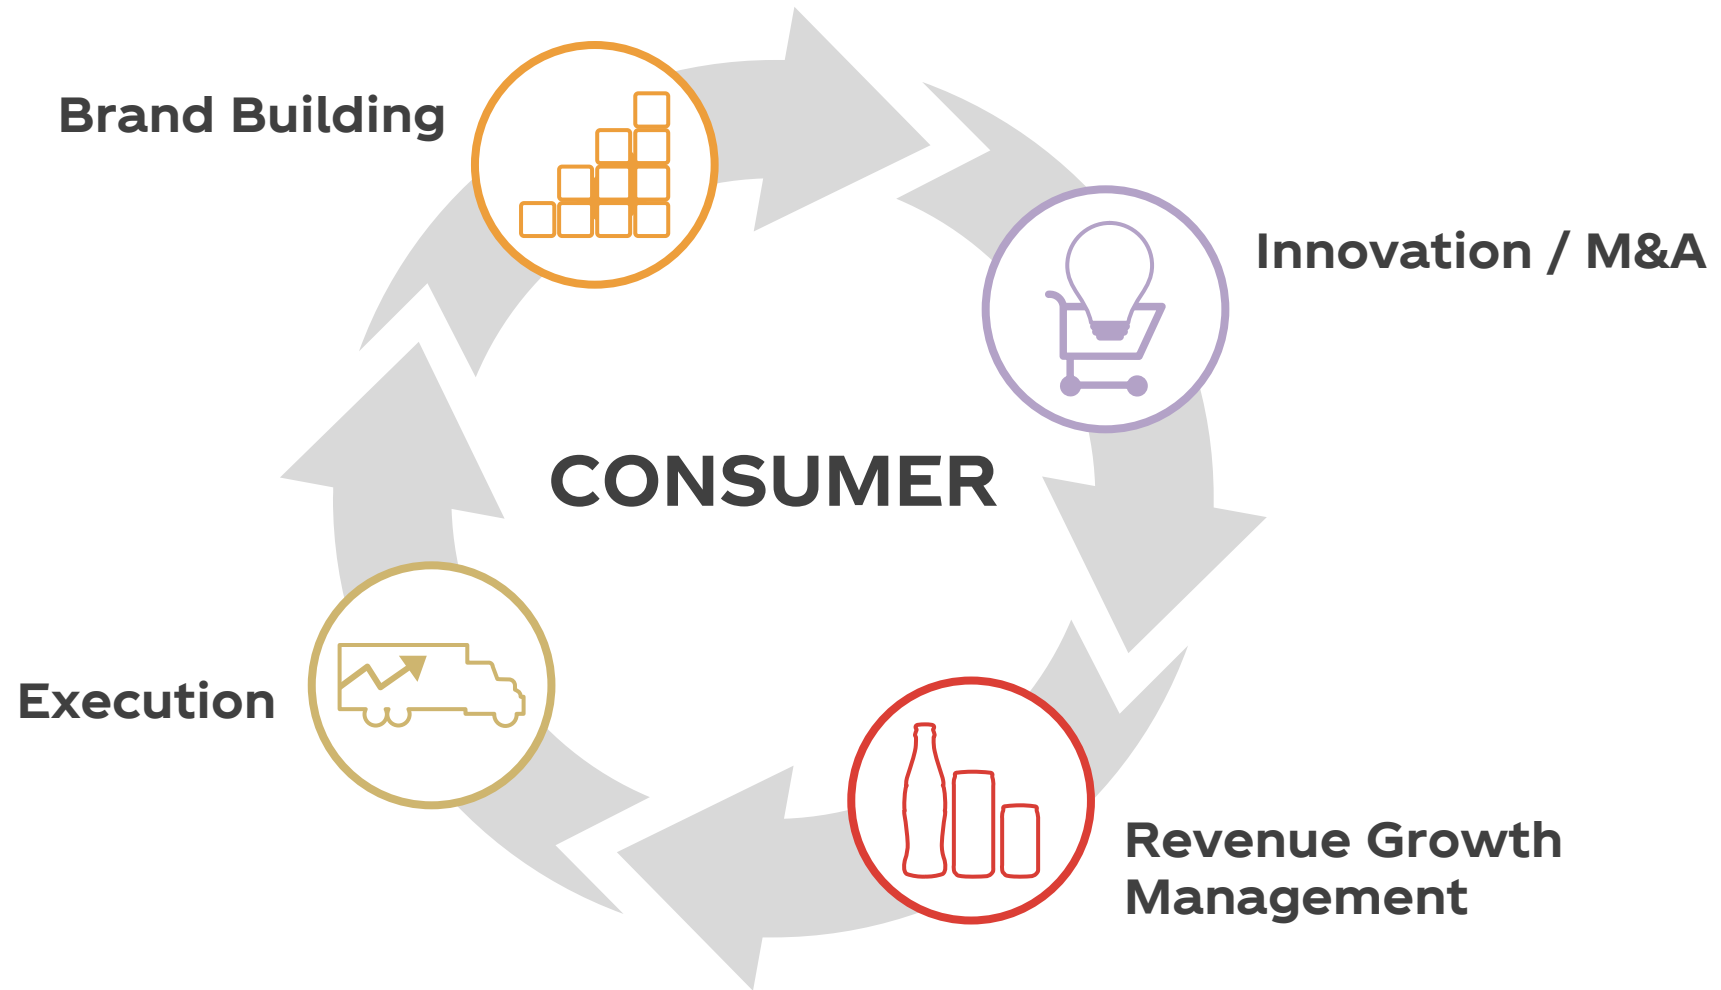 Brand Building
Innovation / M&A
CONSUMER
Execution
Revenue Growth
Management